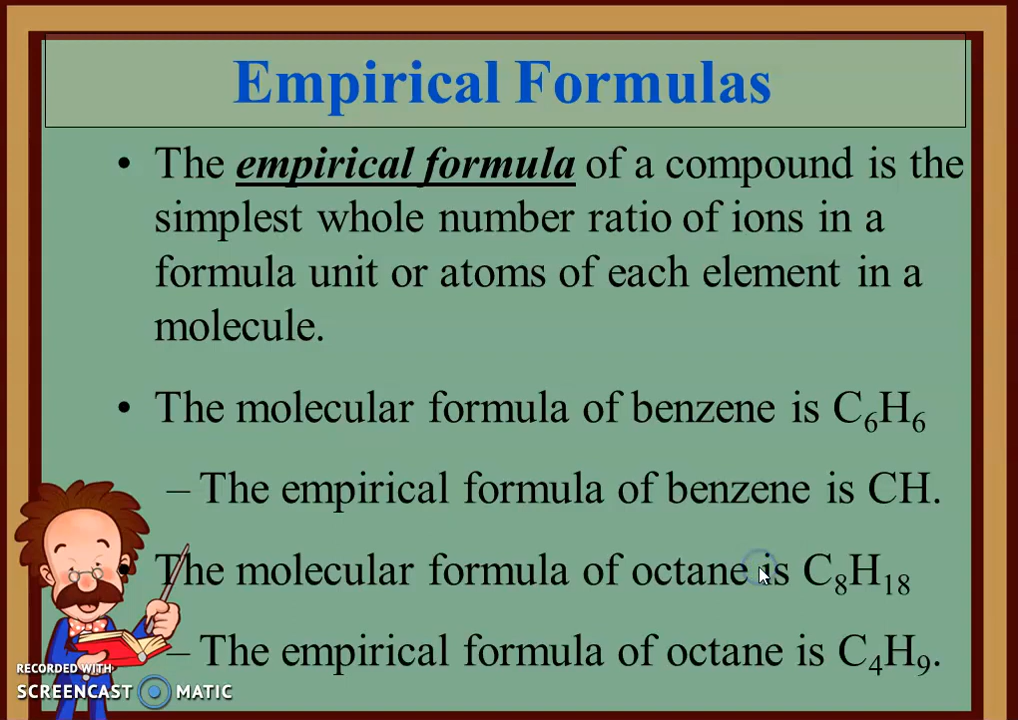 Empirical Formulas
• The empirical formula of a compound is the
simplest whole number ratio of ions in a
formula unit or atoms of each element in a
molecule.
• The molecular formula of benzene is C₆H₆
– The empirical formula of benzene is CH.
• The molecular formula of octane is C₈H₁₈
– The empirical formula of octane is C₄H₉.
RECORDED WITH
SCREENCAST MATIC